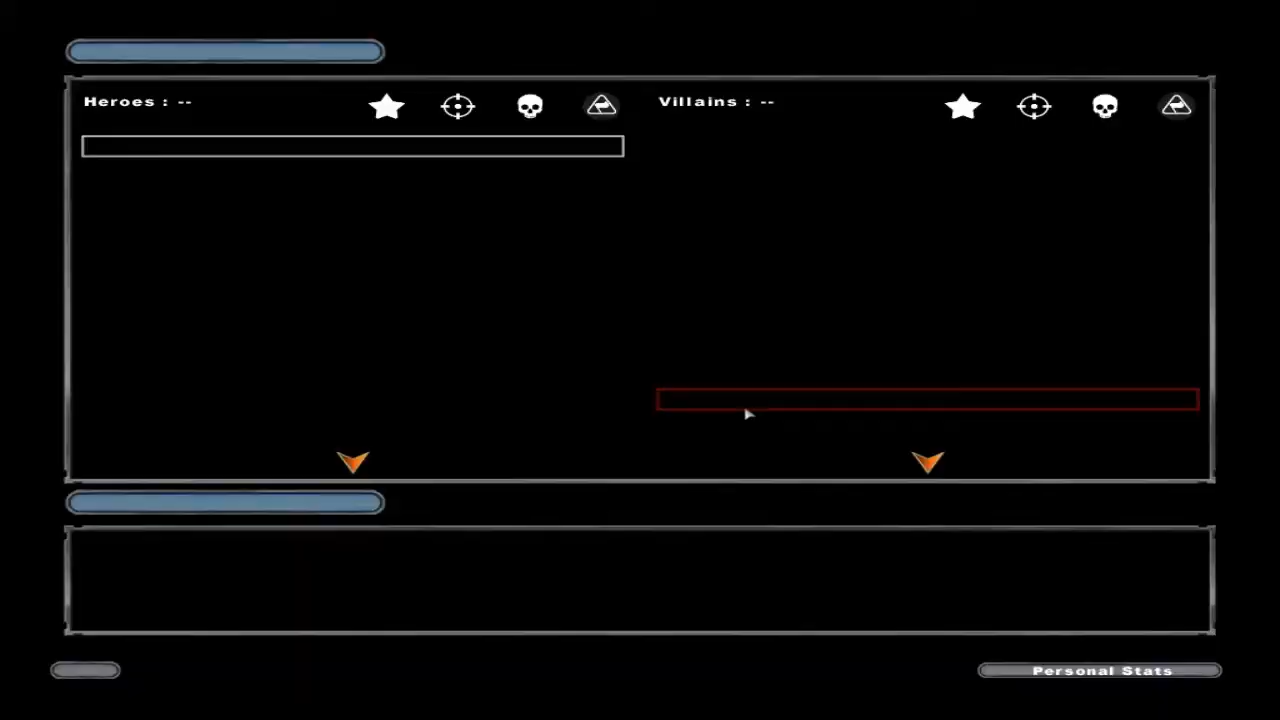 Heroes : --
Villains : --
Personal Stats